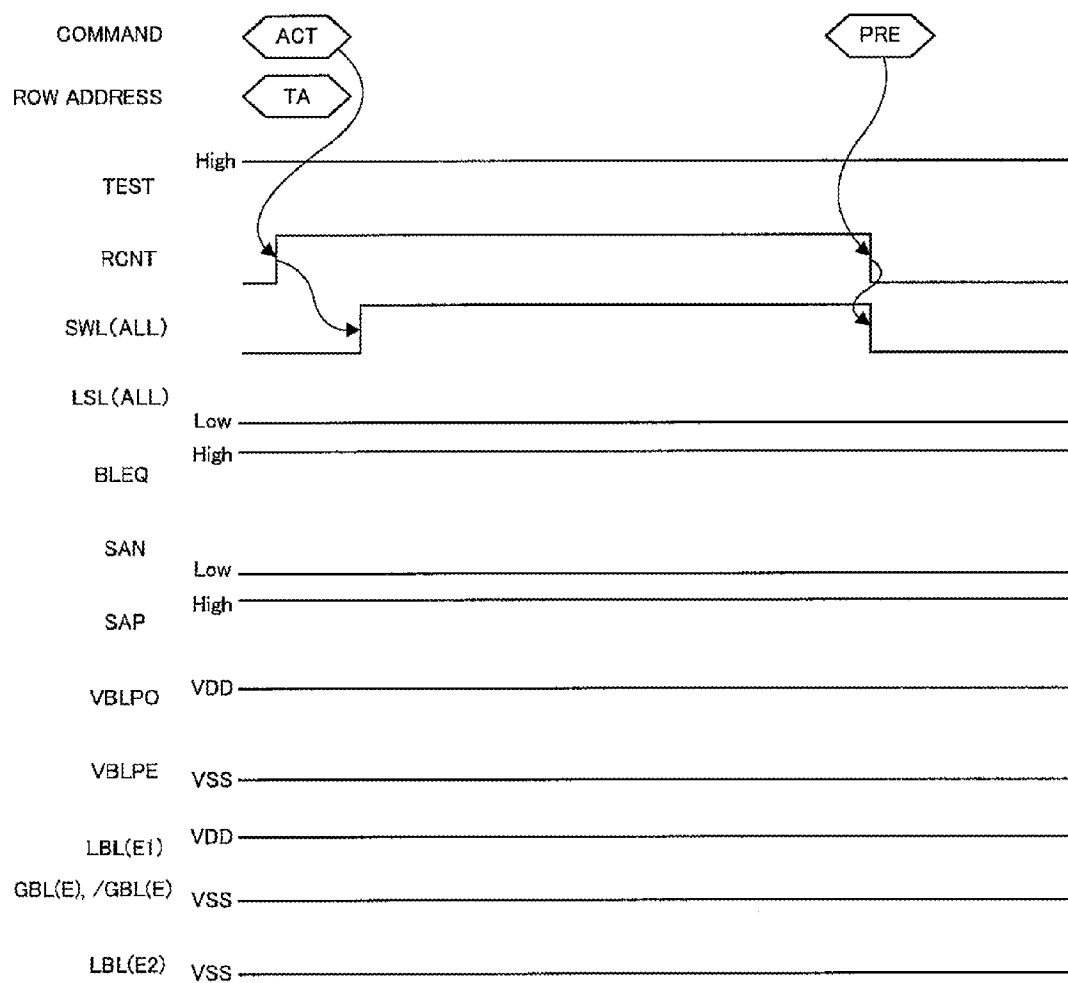 COMMAND ACT PRE
ROW ADDRESS TA
High
TEST
RCNT
SWL(ALL)
LSL(ALL)
Low
High
BLEQ
SAN
Low
High
SAP
VBLPO VDD
VBLPE VSS
VDD
LBL(E1)
GBL(E), /GBL(E) VSS
LBL(E2) VSS